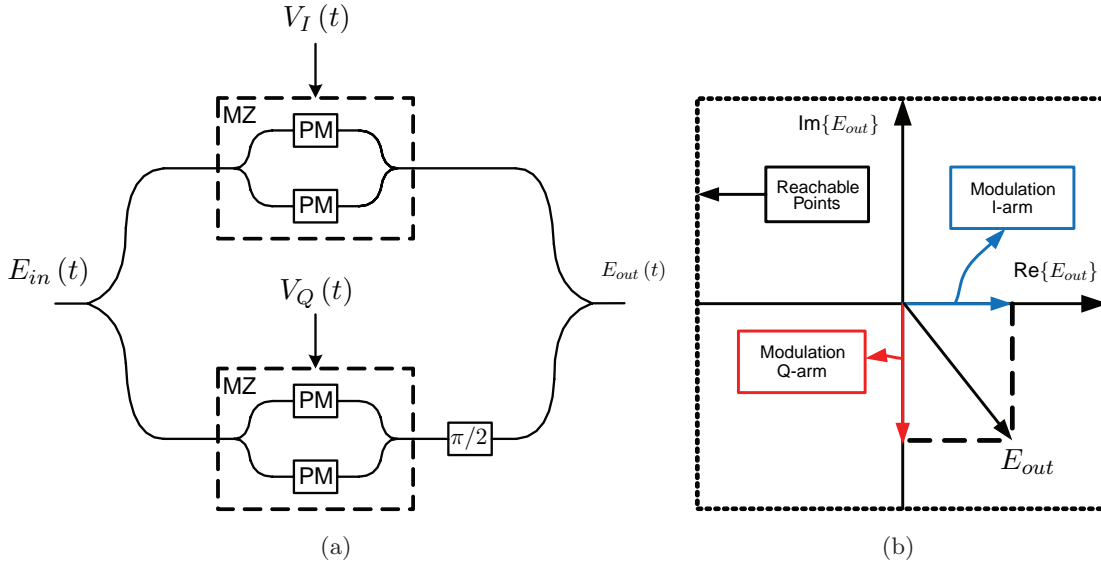 V_I (t)
MZ
PM
PM
E_in (t)
E_out (t)
V_Q (t)
MZ
PM
π/2
PM
(a)
Im{E_out}
Reachable
Points
Modulation
I-arm
Re{E_out}
Modulation
Q-arm
E_out
(b)